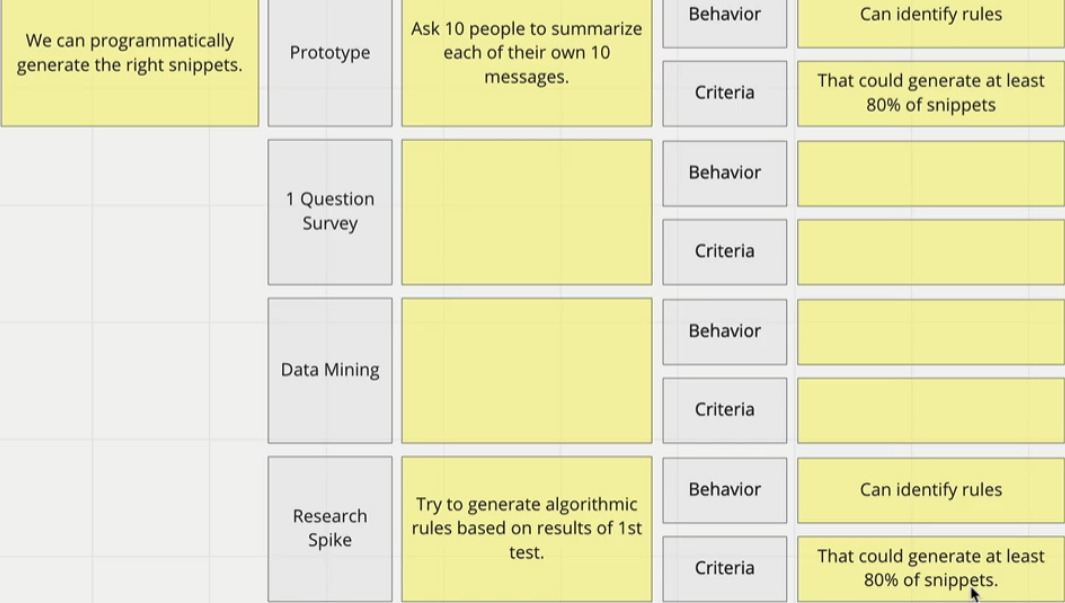 We can programmatically
generate the right snippets.
Prototype
Ask 10 people to summarize
each of their own 10
messages.
Behavior
Can identify rules
Criteria
That could generate at least
80% of snippets
1 Question
Survey
Behavior
Criteria
Data Mining
Behavior
Criteria
Research
Spike
Try to generate algorithmic
rules based on results of 1st
test.
Behavior
Can identify rules
Criteria
That could generate at least
80% of snippets.